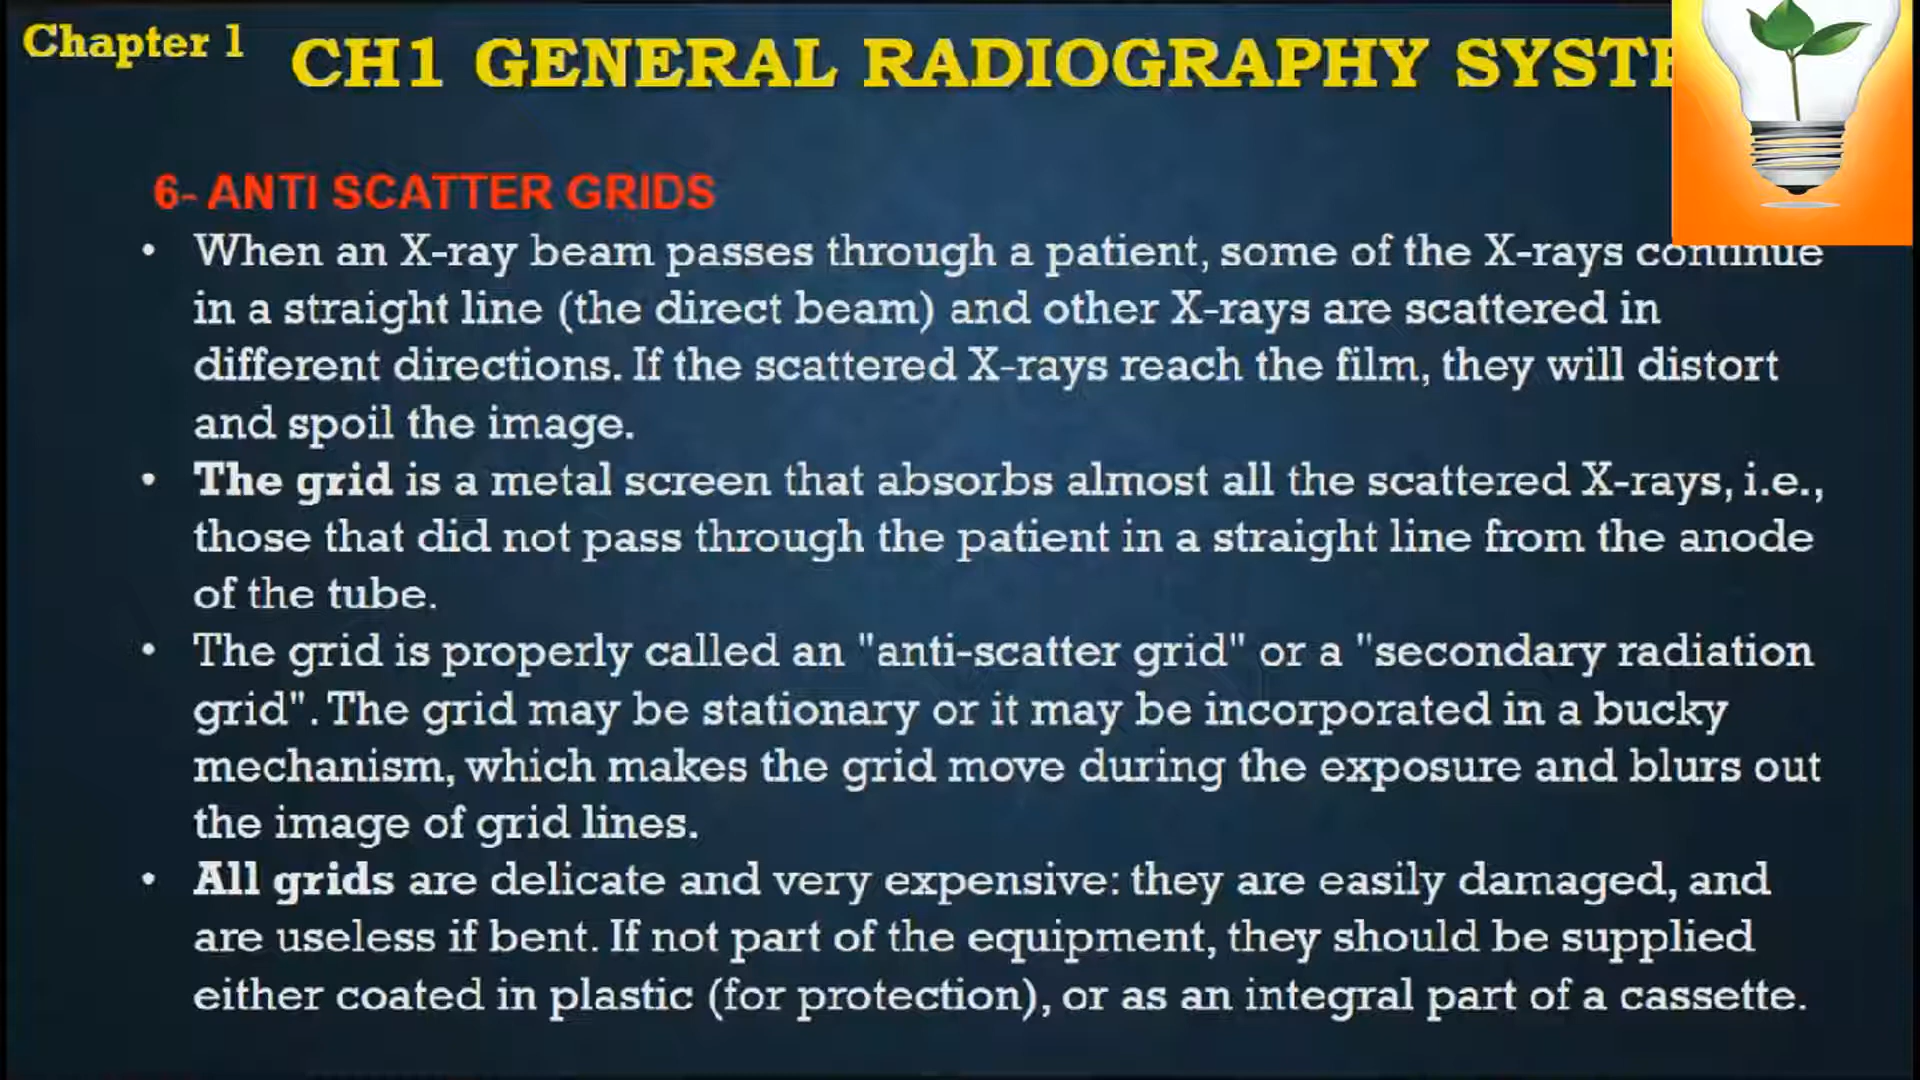 Chapter 1
CH1 GENERAL RADIOGRAPHY
6- ANTI SCATTER GRIDS
• When an X-ray beam passes through a patient, some of the X-rays continue
in a straight line (the direct beam) and other X-rays are scattered in
different directions. If the scattered X-rays reach the film, they will distort
and spoil the image.
• The grid is a metal screen that absorbs almost all the scattered X-rays, i.e.,
those that did not pass through the patient in a straight line from the anode
of the tube.
• The grid is properly called an "anti-scatter grid" or a "secondary radiation
grid". The grid may be stationary or it may be incorporated in a bucky
mechanism, which makes the grid move during the exposure and blurs out
the image of grid lines.
• All grids are delicate and very expensive: they are easily damaged, and
are useless if bent. If not part of the equipment, they should be supplied
either coated in plastic (for protection), or as an integral part of a cassette.